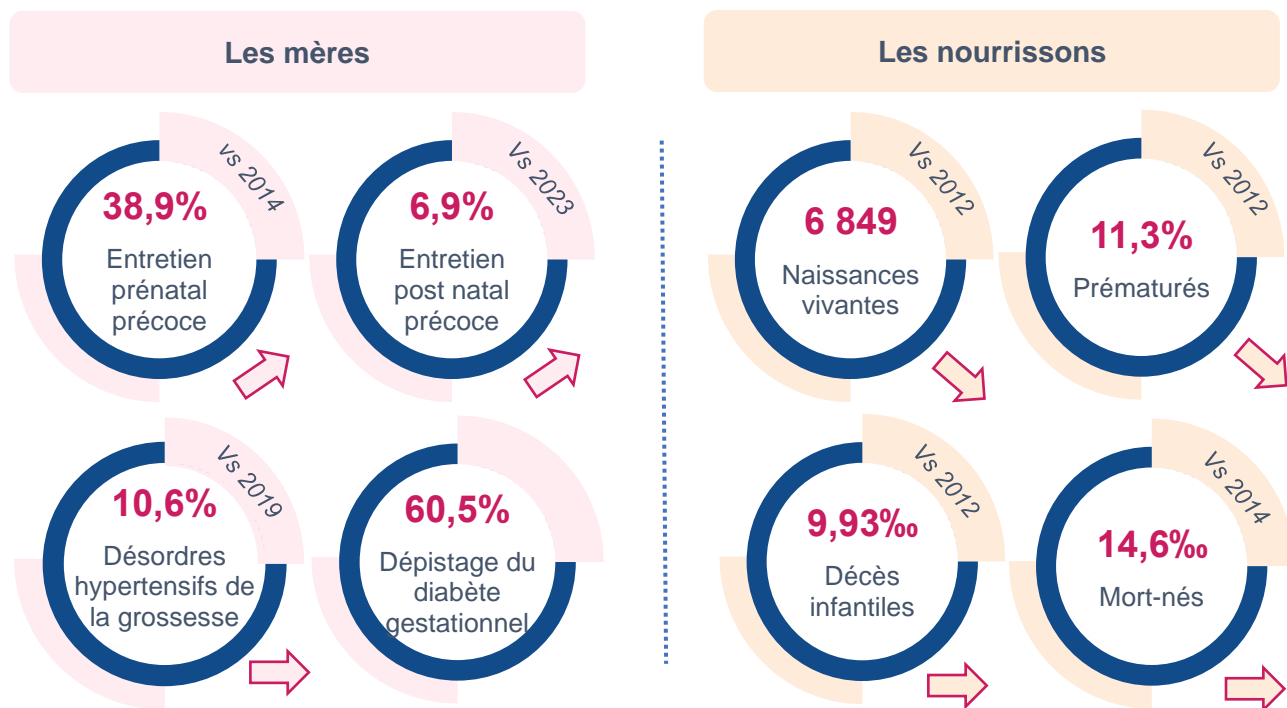 Les mères
vs 2014
38,9%
Entretien
prénatal
précoce
Vs 2023
6,9%
Entretien
post natal
précoce
Vs 2019
10,6%
Désordres
hypertensifs de
la grossesse
60,5%
Dépistage du
diabète
gestationnel
Les nourrissons
Vs 2012
6 849
Naissances
vivantes
Vs 2012
11,3%
Prématurés
Vs 2012
9,93‰
Décès
infantiles
Vs 2014
14,6‰
Mort-nés